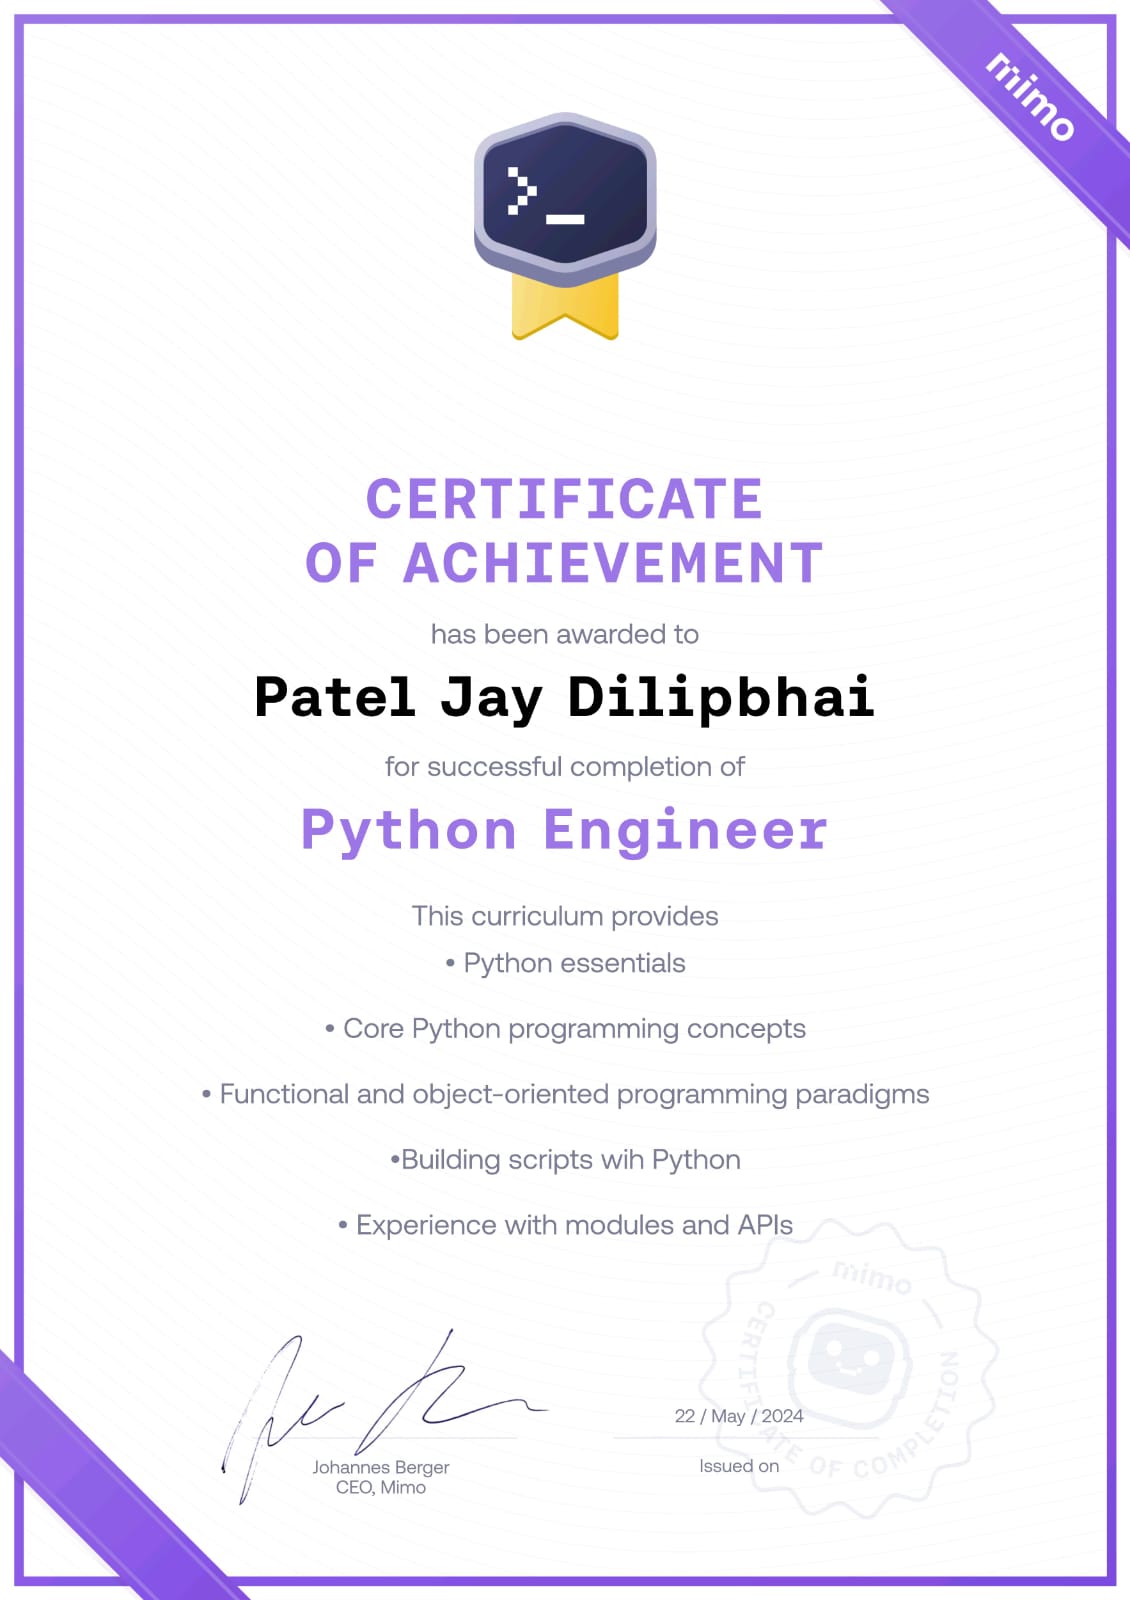 mimo
>_
CERTIFICATE
OF ACHIEVEMENT
has been awarded to
Patel Jay Dilipbhai
for successful completion of
Python Engineer
This curriculum provides
• Python essentials
• Core Python programming concepts
• Functional and object-oriented programming paradigms
•Building scripts wih Python
• Experience with modules and APIs
mimo
CERTIFICATE OF COMPLETION
22 / May / 2024
Johannes Berger
CEO, Mimo
Issued on